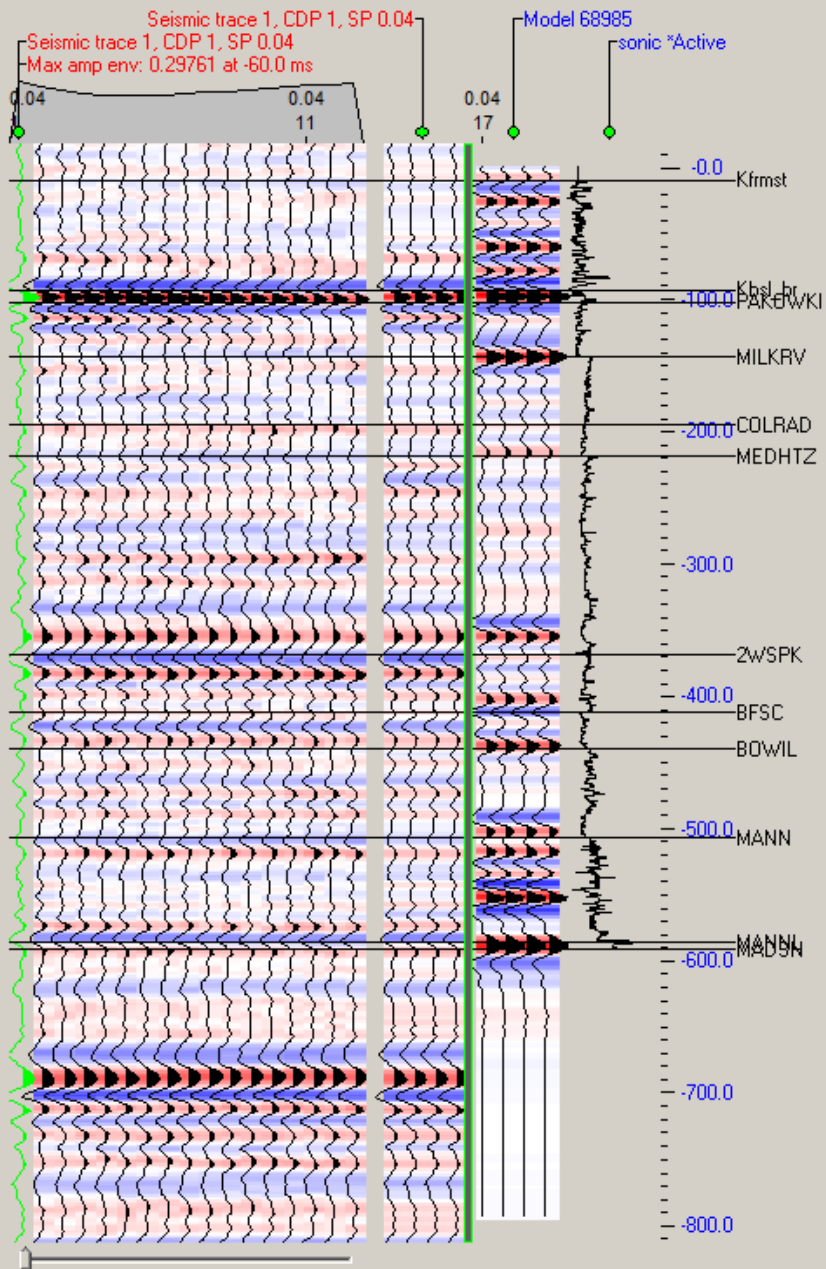 Seismic trace 1, CDP 1, SP 0.04
Model 68985
Seismic trace 1, CDP 1, SP 0.04
sonic *Active
Max amp env: 0.29761 at -60.0 ms
0.04
0.04
0.04
11
17
-0.0
Kfrmst
Kbsl_br
-100.0
PAKOWKI
MILKRV
COLRAD
-200.0
MEDHTZ
-300.0
2WSPK
-400.0
BFSC
BOWIL
-500.0
MANN
MANNL
MADSN
-600.0
-700.0
-800.0